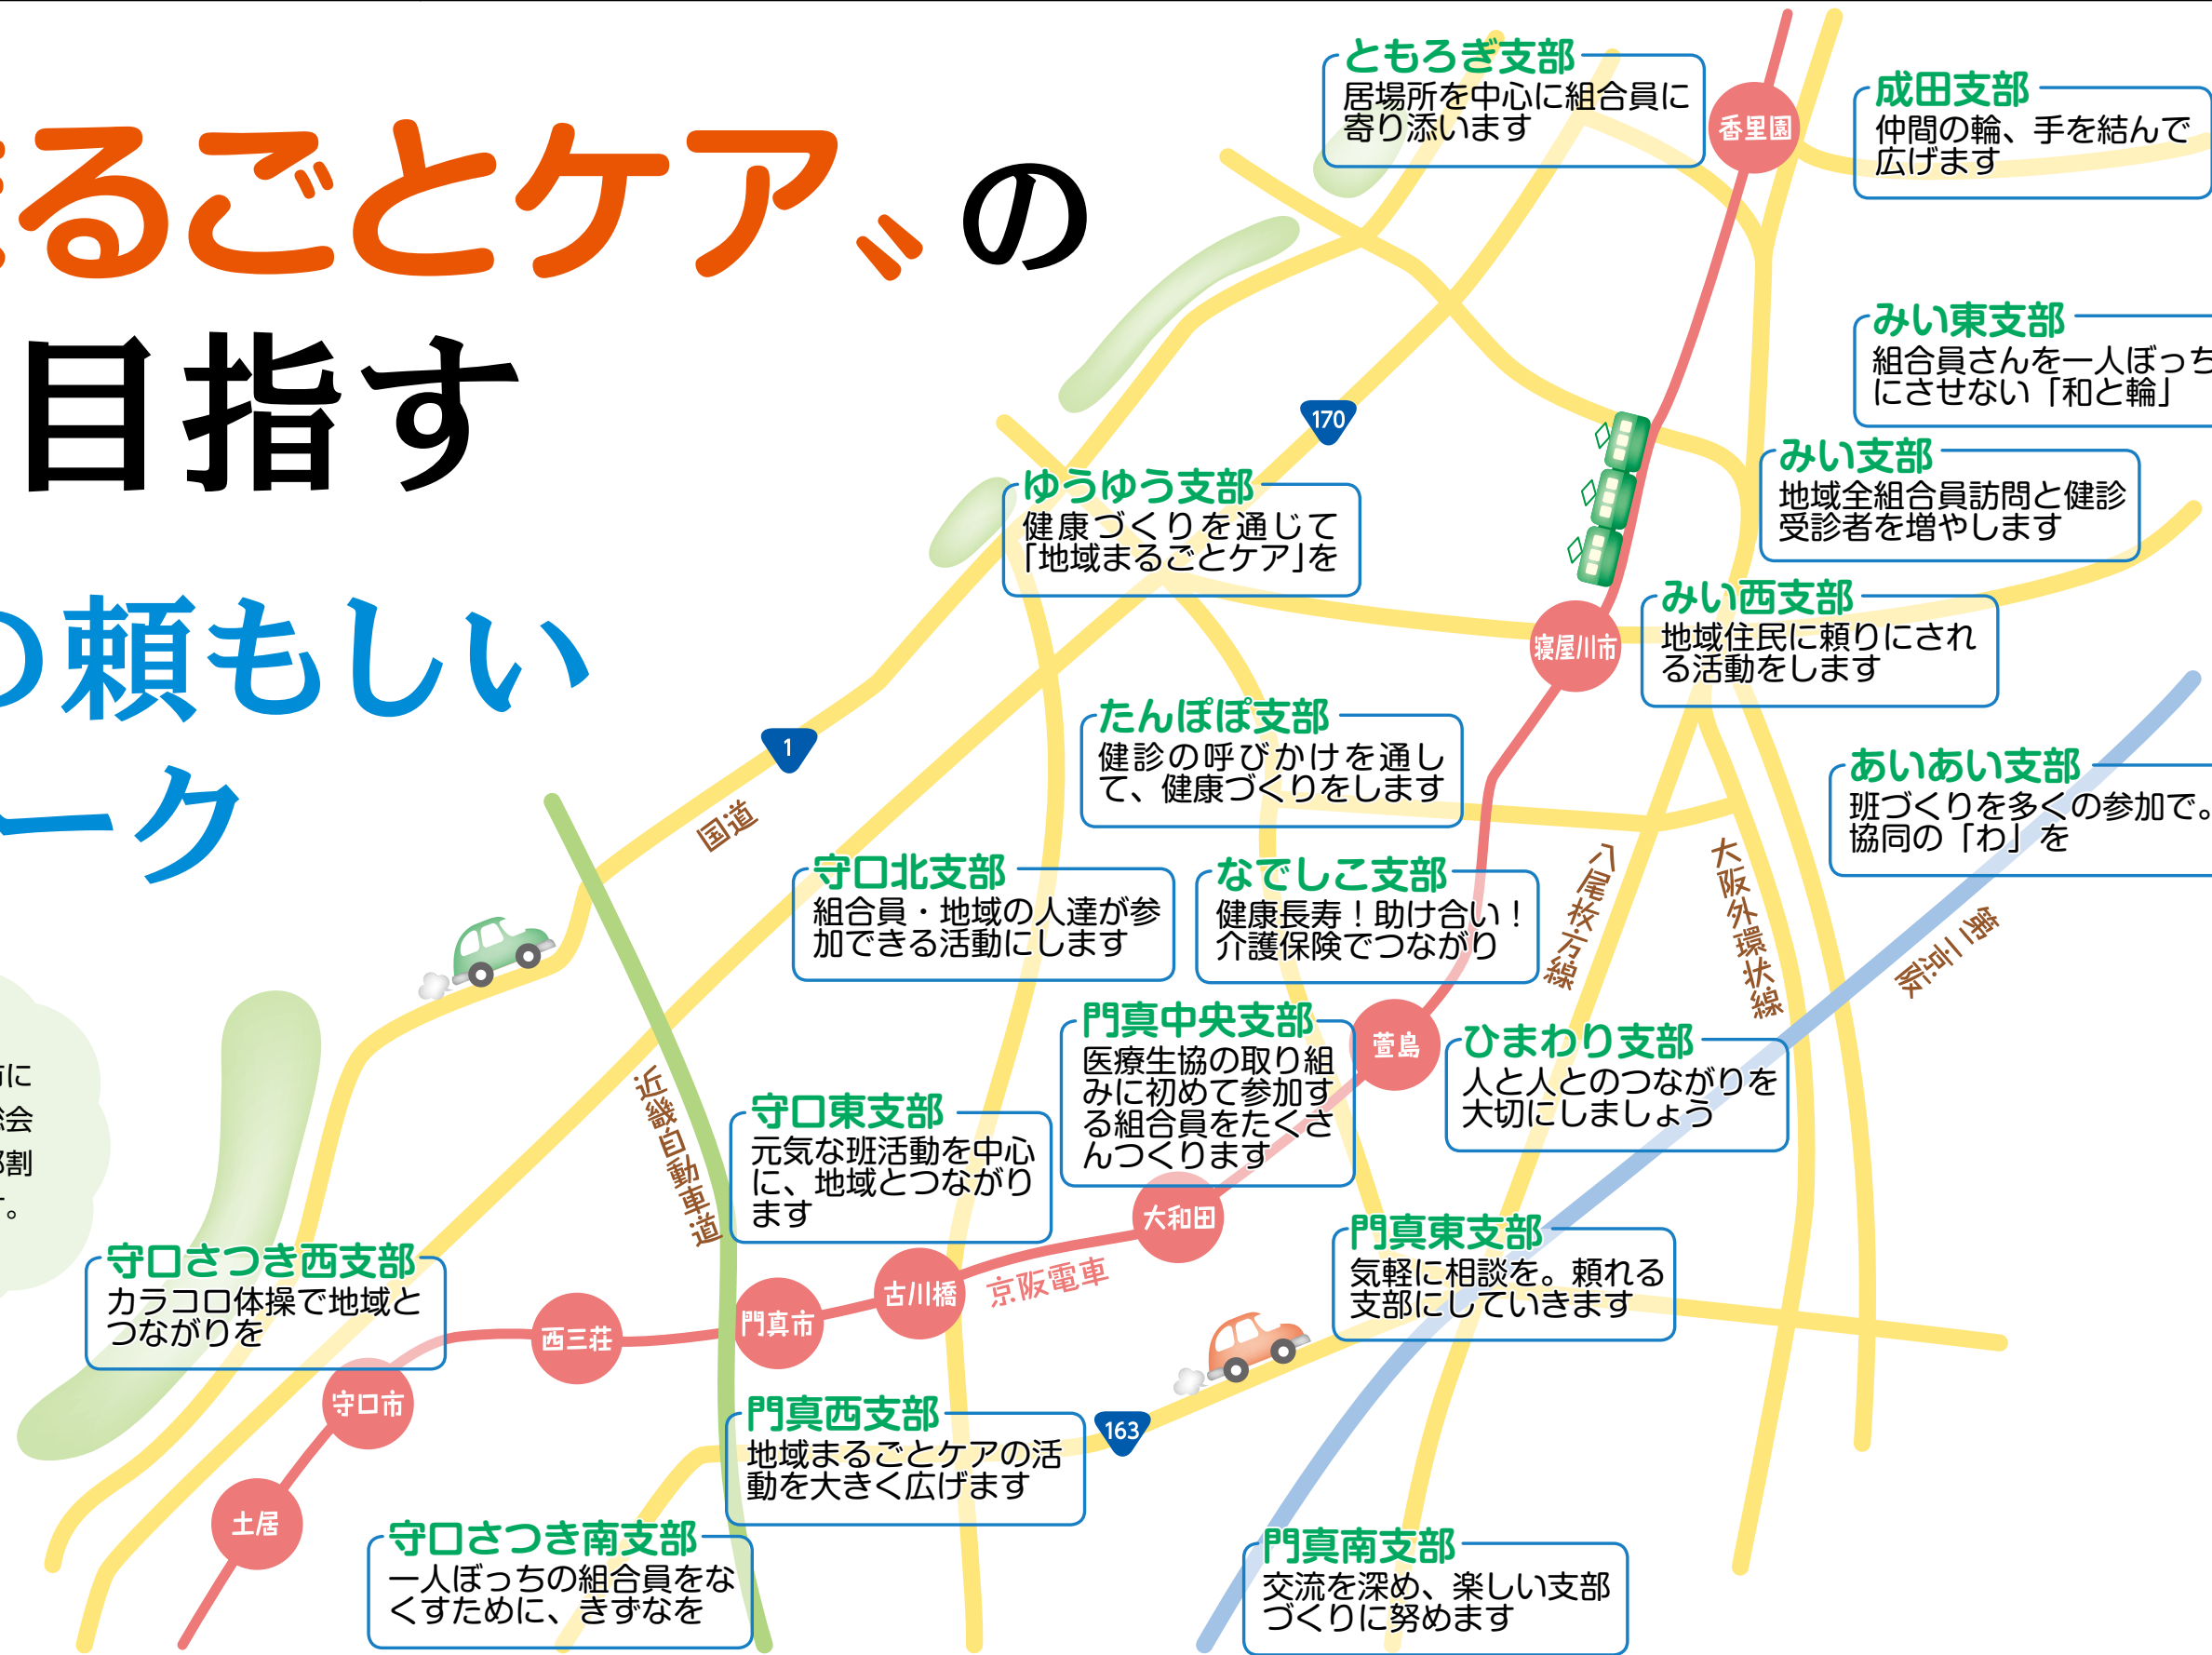 まるごとケア〟の
目指す
の頼もしい
ーク
に
会
割
。
ともろぎ支部
居場所を中心に組合員に
寄り添います
香里園
成田支部
仲間の輪、手を結んで
広げます
みい東支部
組合員さんを一人ぼっち
にさせない「和と輪」
170
みい支部
地域全組合員訪問と健診
受診者を増やします
ゆうゆう支部
健康づくりを通じて
「地域まるごとケア」を
寝屋川市
みい西支部
地域住民に頼りにされ
る活動をします
1
国道
たんぽぽ支部
健診の呼びかけを通し
て、健康づくりをします
あいあい支部
班づくりを多くの参加で。
協同の「わ」を
守口北支部
組合員・地域の人達が参
加できる活動にします
なでしこ支部
健康長寿！助け合い！
介護保険でつながり
八尾枚方線
大阪外環状線
第二京阪
門真中央支部
医療生協の取り組
みに初めて参加す
る組合員をたくさ
んつくります
萱島
ひまわり支部
人と人とのつながりを
大切にしましょう
近畿自動車道
守口東支部
元気な班活動を中心
に、地域とつながり
ます
大和田
門真東支部
気軽に相談を。頼れる
支部にしていきます
守口さつき西支部
カラコロ体操で地域と
つながりを
京阪電車
古川橋
門真市
西三荘
守口市
土居
門真西支部
地域まるごとケアの活
動を大きく広げます
163
守口さつき南支部
一人ぼっちの組合員をな
くすために、きずなを
門真南支部
交流を深め、楽しい支部
づくりに努めます